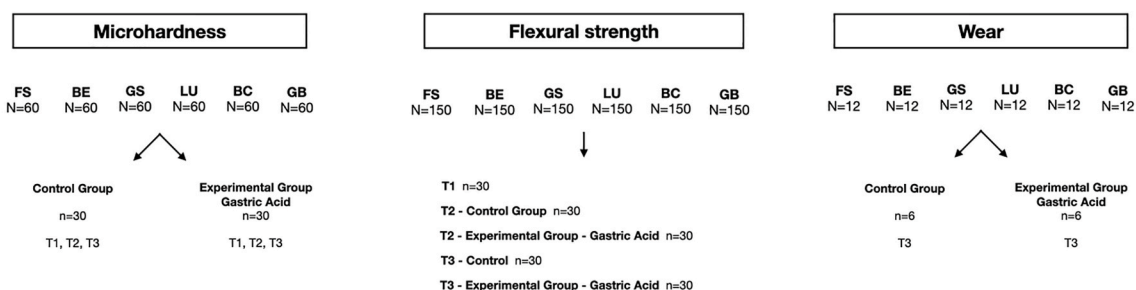 Microhardness
FS BE GS LU BC GB
N=60 N=60 N=60 N=60 N=60 N=60
Control Group
n=30
T1, T2, T3
Experimental Group
Gastric Acid
n=30
T1, T2, T3
Flexural strength
FS BE GS LU BC GB
N=150 N=150 N=150 N=150 N=150 N=150
T1 n=30
T2 - Control Group n=30
T2 - Experimental Group - Gastric Acid n=30
T3 - Control n=30
T3 - Experimental Group - Gastric Acid n=30
Wear
FS BE GS LU BC GB
N=12 N=12 N=12 N=12 N=12 N=12
Control Group
n=6
T3
Experimental Group
Gastric Acid
n=6
T3